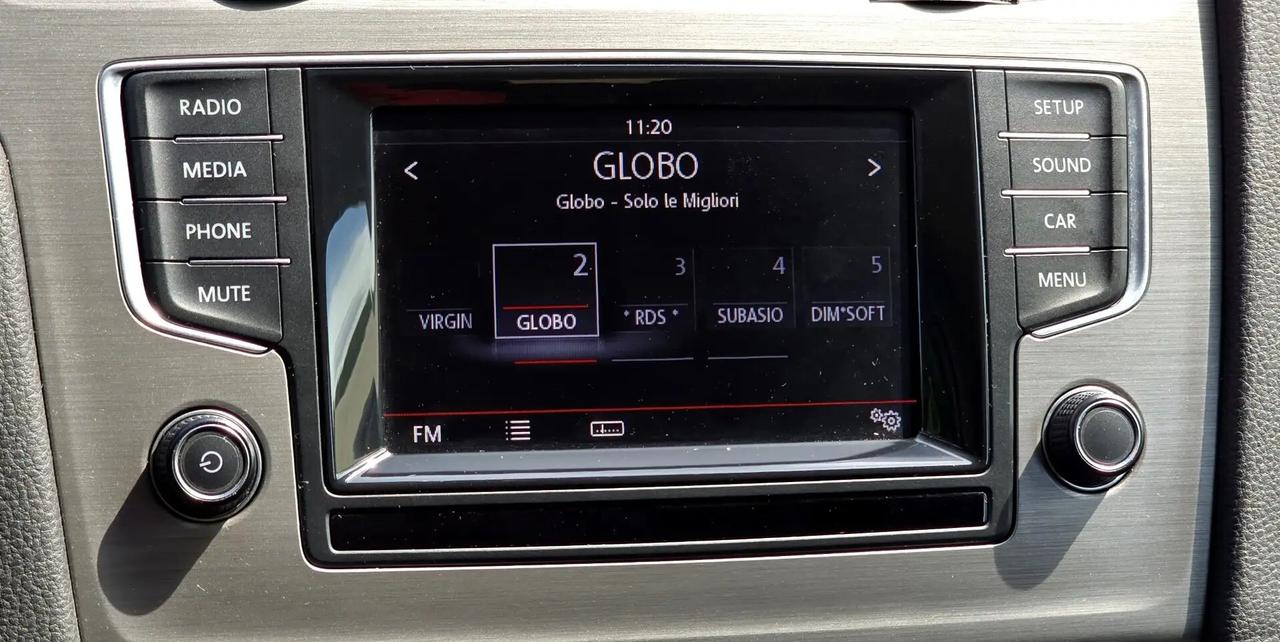 RADIO
MEDIA
PHONE
MUTE
11:20
<
GLOBO
>
Globo - Solo le Migliori
2
3
4
5
VIRGIN
GLOBO
* RDS *
SUBASIO
DIM*SOFT
FM
SETUP
SOUND
CAR
MENU